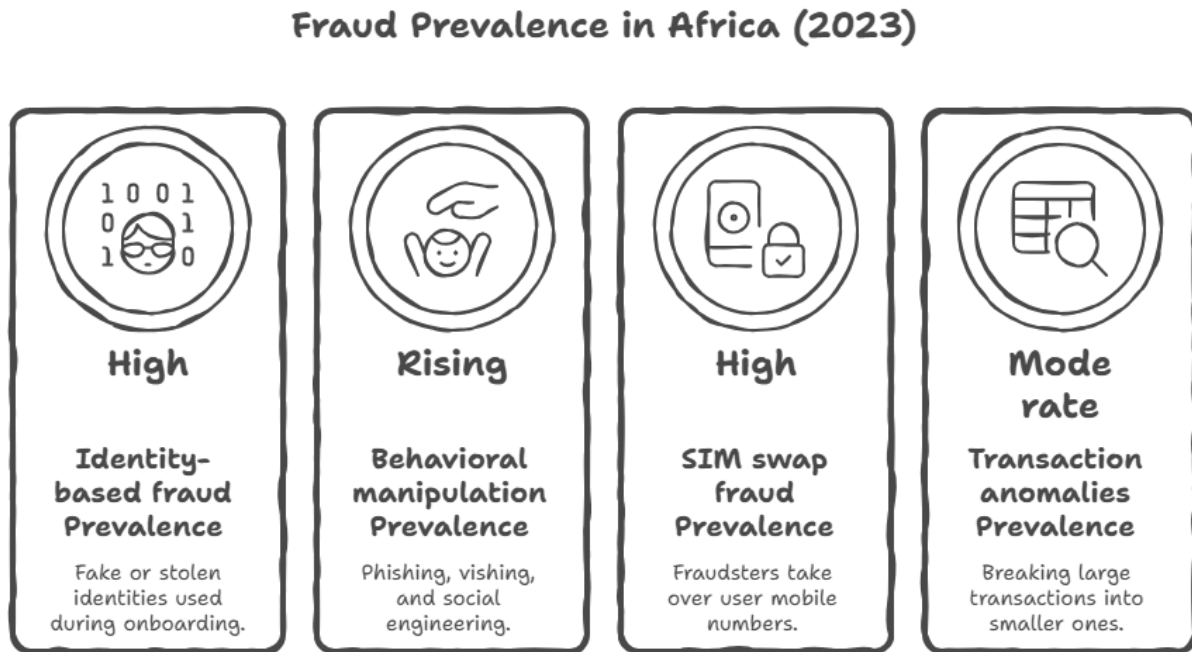 Fraud Prevalence in Africa (2023)
1 0 0 1
0 1
1 0
High
Identity-
based fraud
Prevalence
Fake or stolen
identities used
during onboarding.
Rising
Behavioral
manipulation
Prevalence
Phishing, vishing,
and social
engineering.
High
SIM swap
fraud
Prevalence
Fraudsters take
over user mobile
numbers.
Mode
rate
Transaction
anomalies
Prevalence
Breaking large
transactions into
smaller ones.